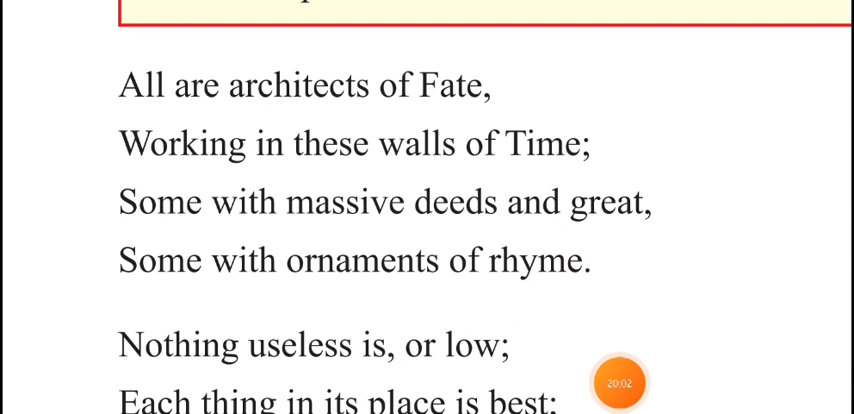 All are architects of Fate,
Working in these walls of Time;
Some with massive deeds and great,
Some with ornaments of rhyme.
Nothing useless is, or low;
Each thing in its place is best;
20:02